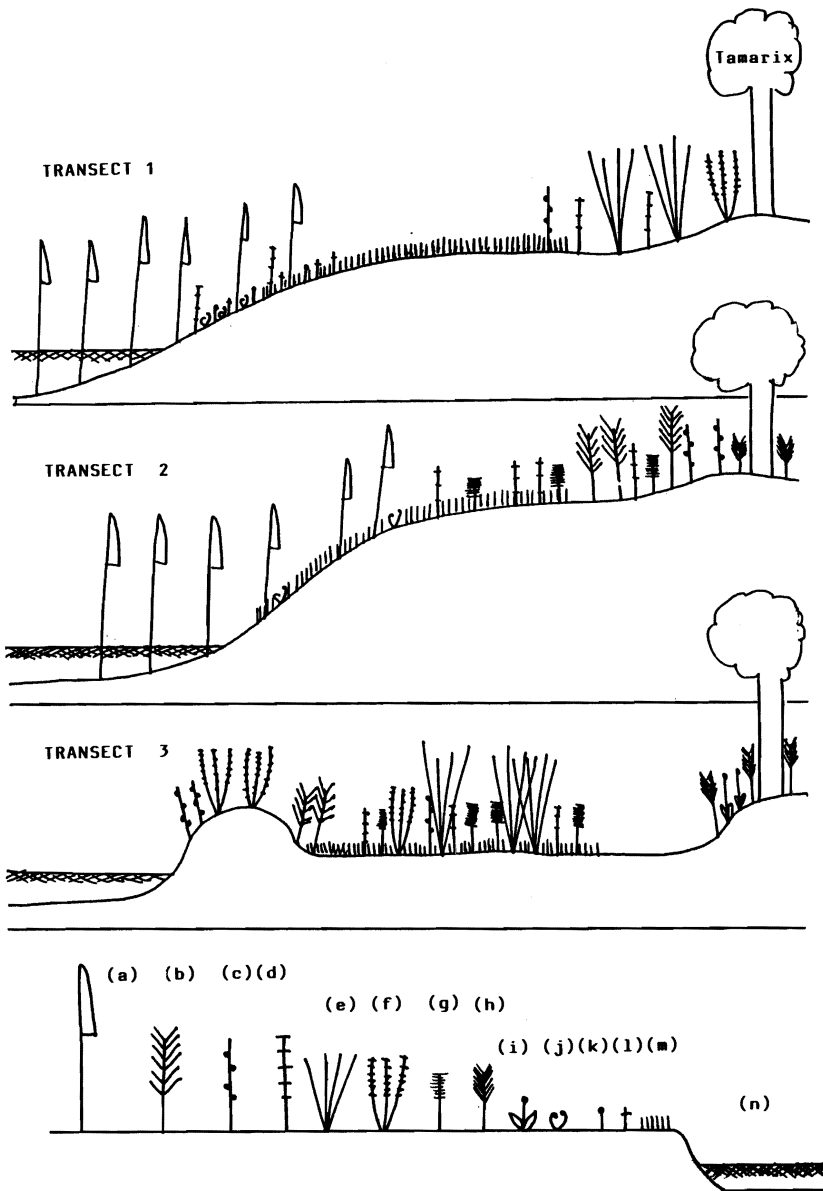 Tamarix
TRANSECT 1
TRANSECT 2
TRANSECT 3
(a) (b) (c)(d)
(e) (f) (g) (h)
(i) (j)(k)(l)(m)
(n)